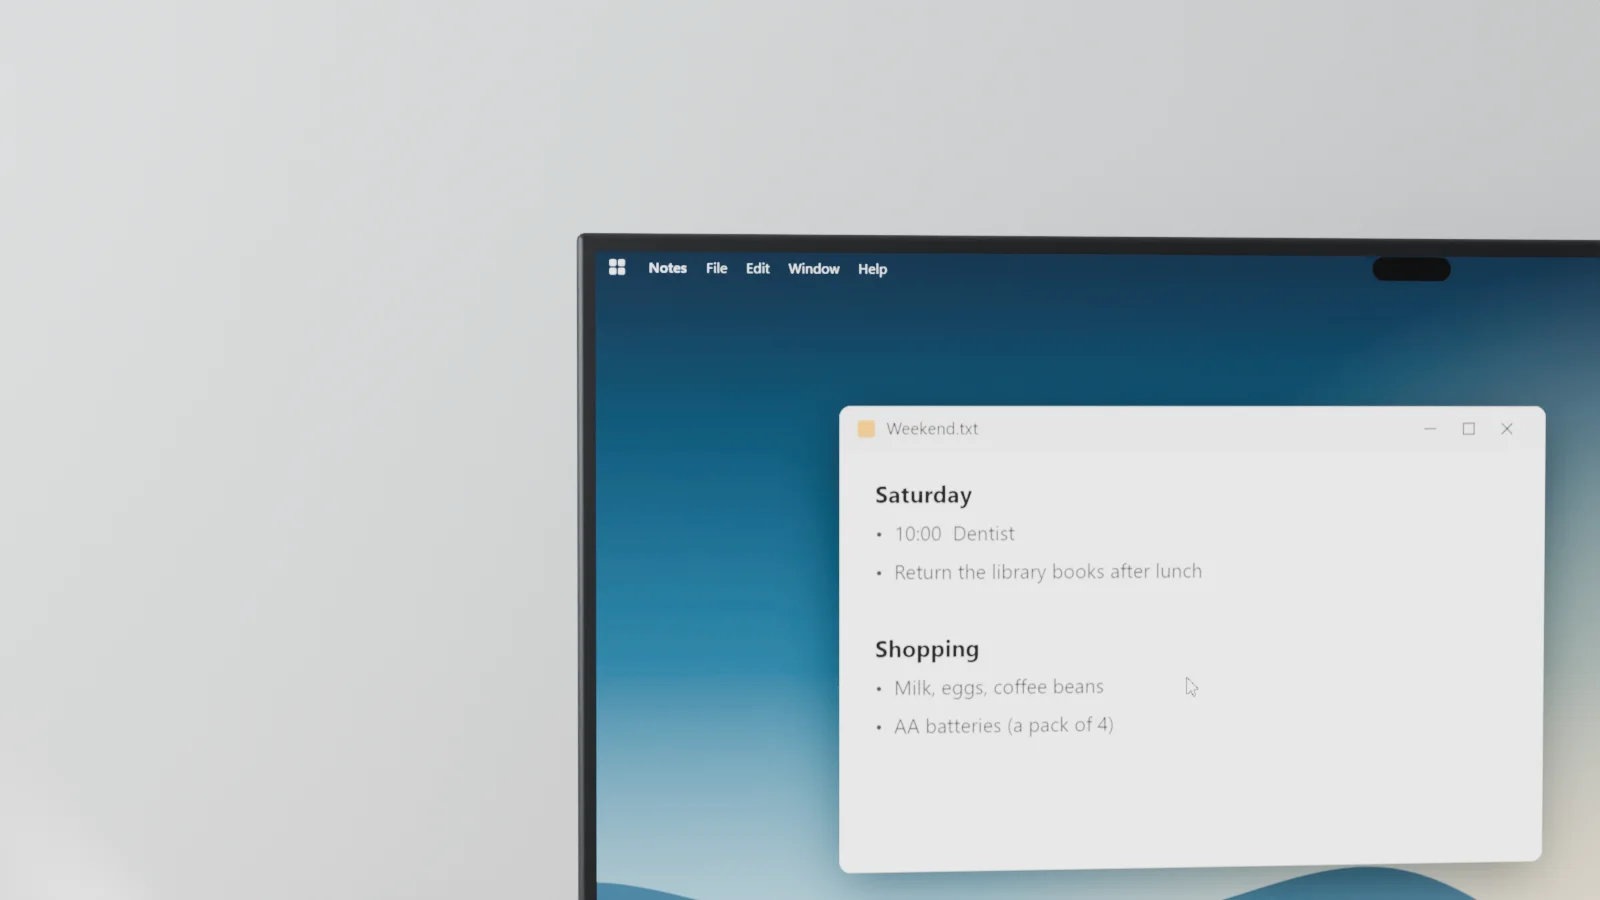 Notes File Edit Window Help
Weekend.txt
Saturday
• 10:00 Dentist
• Return the library books after lunch
Shopping
• Milk, eggs, coffee beans
• AA batteries (a pack of 4)